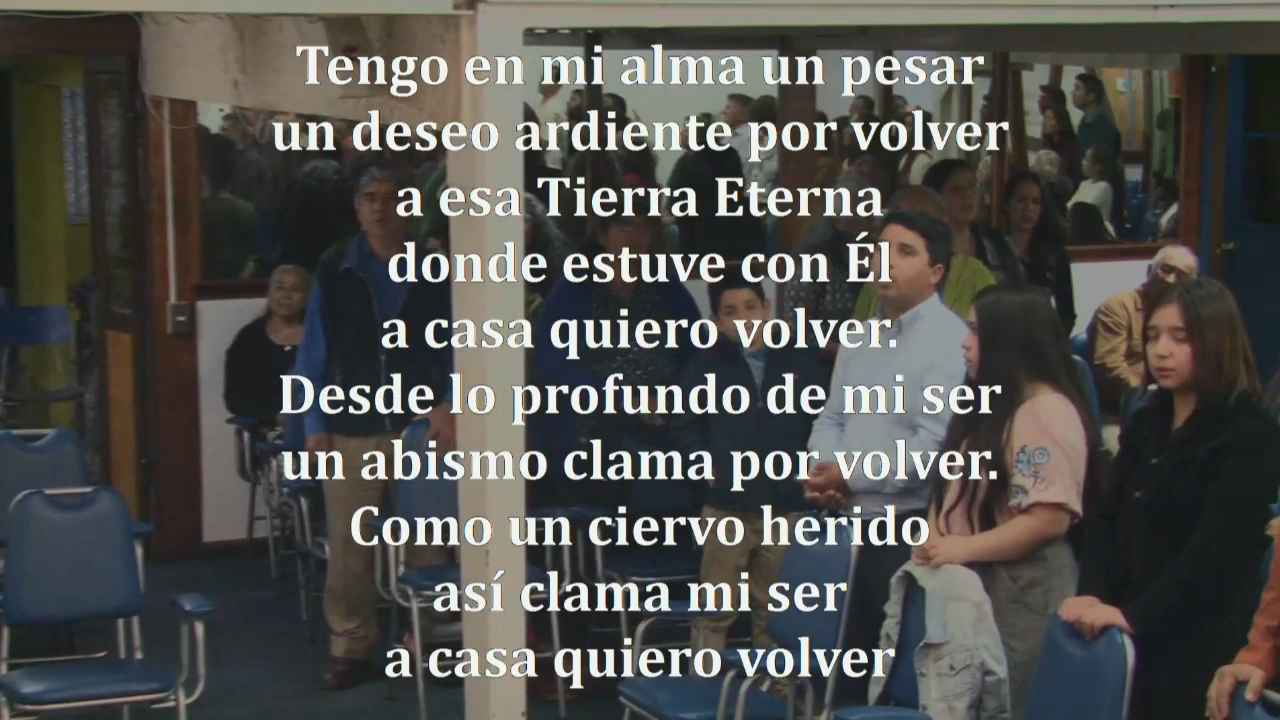 Tengo en mi alma un pesar
un deseo ardiente por volver
a esa Tierra Eterna
donde estuve con Él
a casa quiero volver.
Desde lo profundo de mi ser
un abismo clama por volver.
Como un ciervo herido
así clama mi ser
a casa quiero volver